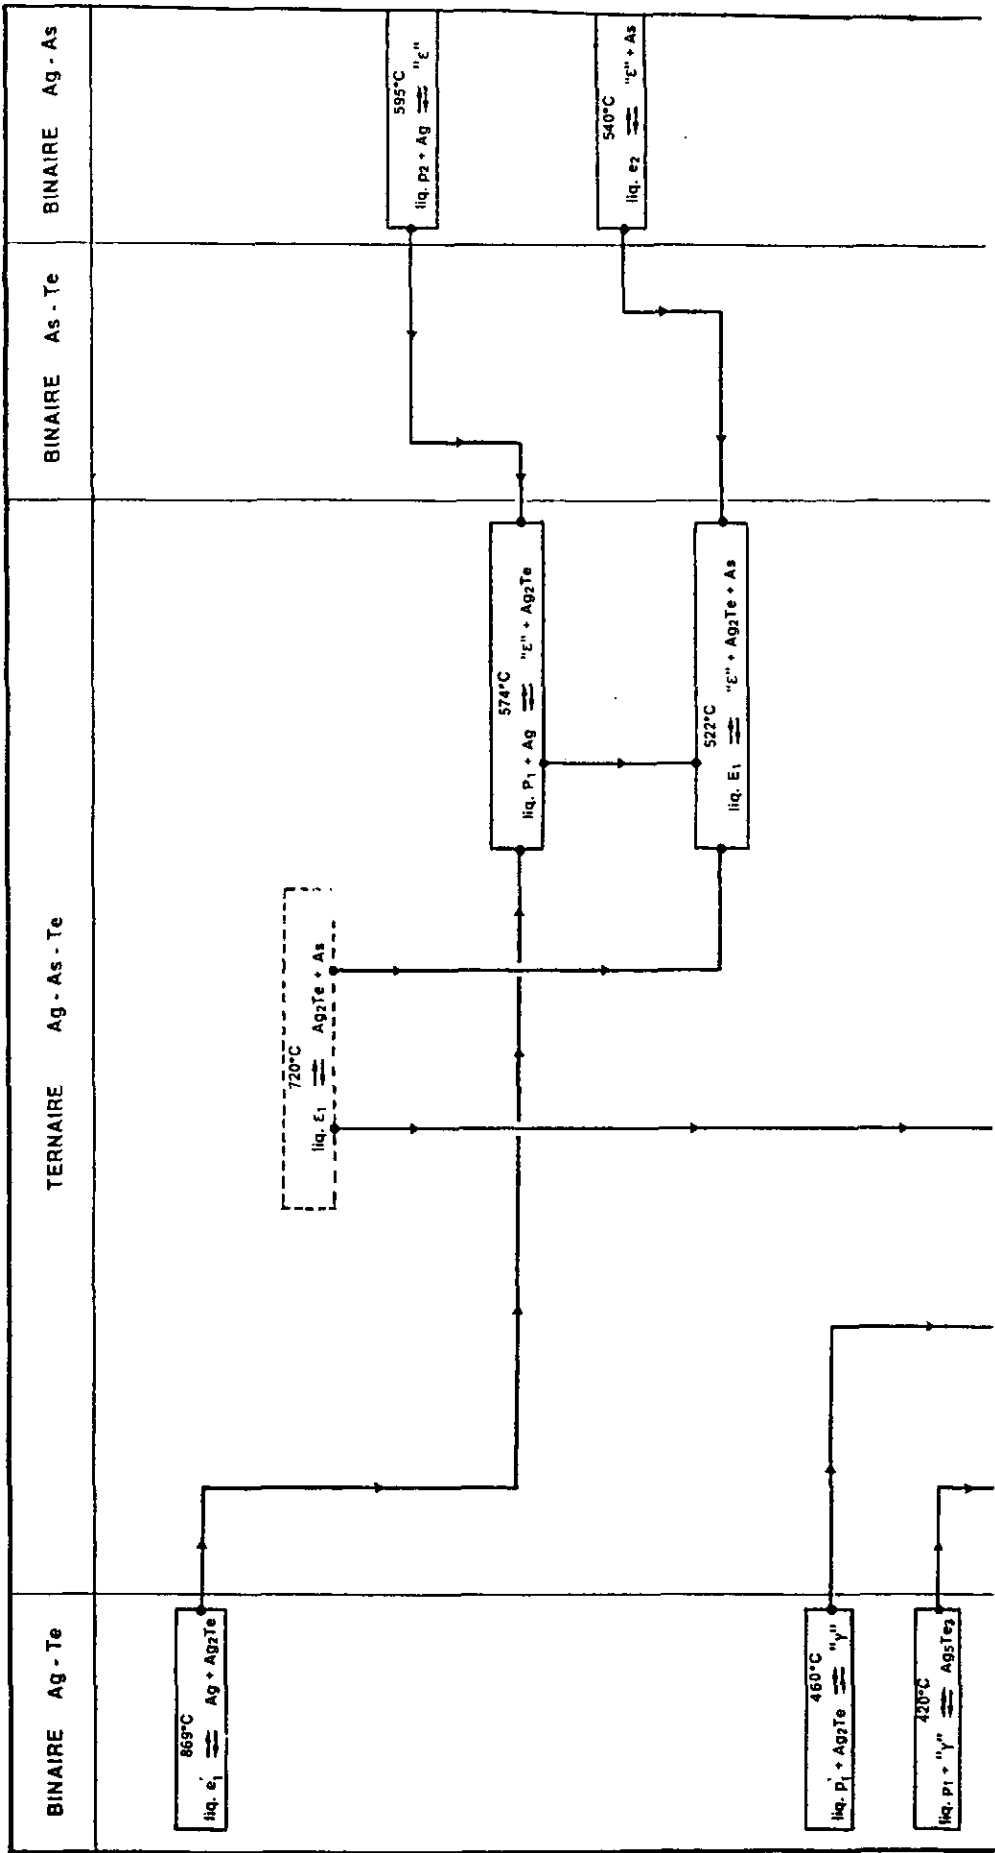 BINAIRE Ag - Te
TERNAIRE Ag - As - Te
BINAIRE As - Te
BINAIRE Ag - As
869°C
liq. e'₁ ⇌ Ag + Ag₂Te
720°C
liq. ε₁ ⇌ Ag₂Te + As
595°C
liq. p₂ + Ag ⇌ "ε"
574°C
liq. P₁ + Ag ⇌ "ε" + Ag₂Te
540°C
liq. e₂ ⇌ "ε" + As
522°C
liq. E₁ ⇌ "ε" + Ag₂Te + As
460°C
liq. p'₁ + Ag₂Te ⇌ "γ"
420°C
liq. p₁ + "γ" ⇌ Ag₅Te₃